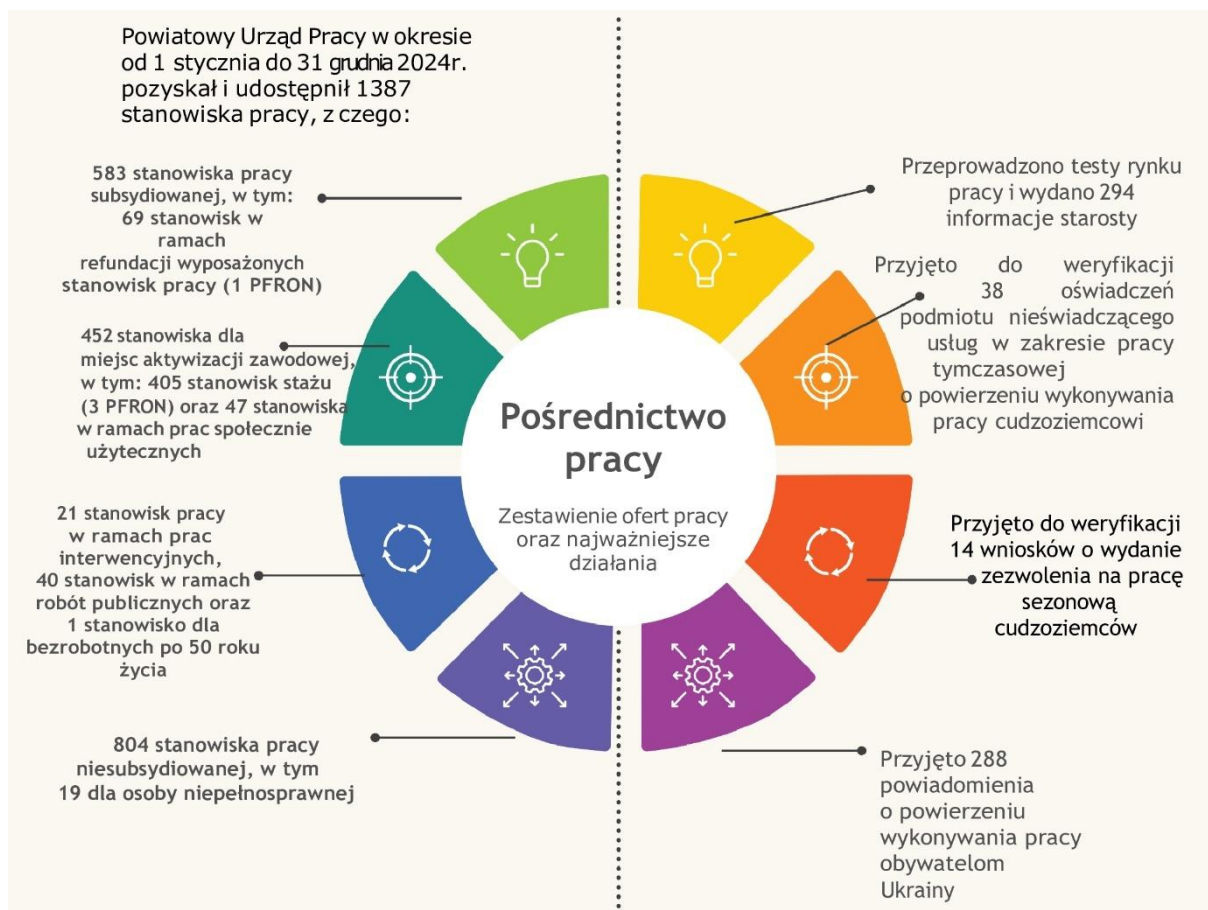 Powiatowy Urząd Pracy w okresie
od 1 stycznia do 31 grudnia 2024r.
pozyskał i udostępnił 1387
stanowiska pracy, z czego:
583 stanowiska pracy
subsydiowanej, w tym:
69 stanowisk w
ramach
refundacji wyposażonych
stanowisk pracy (1 PFRON)
452 stanowiska dla
miejsc aktywizacji zawodowej,
w tym: 405 stanowisk stażu
(3 PFRON) oraz 47 stanowiska
w ramach prac społecznie
użytecznych
21 stanowisk pracy
w ramach prac
interwencyjnych,
40 stanowisk w ramach
robót publicznych oraz
1 stanowisko dla
bezrobotnych po 50 roku
życia
804 stanowiska pracy
niesubsydiowanej, w tym
19 dla osoby niepełnosprawnej
Pośrednictwo
pracy
Zestawienie ofert pracy
oraz najważniejsze
działania
Przeprowadzono testy rynku
pracy i wydano 294
informacje starosty
Przyjęto do weryfikacji
38 oświadczeń
podmiotu nieświadczącego
usług w zakresie pracy
tymczasowej
o powierzeniu wykonywania
pracy cudzoziemcowi
Przyjęto do weryfikacji
14 wniosków o wydanie
zezwolenia na pracę
sezonową
cudzoziemców
Przyjęto 288
powiadomienia
o powierzeniu
wykonywania pracy
obywatelom
Ukrainy